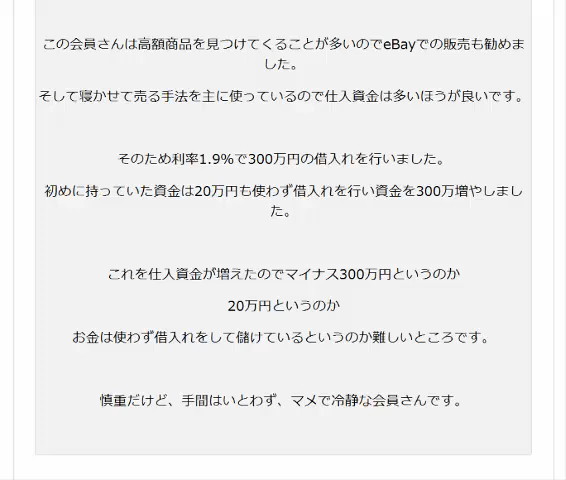 この会員さんは高額商品を見つけてくることが多いのでeBayでの販売も勧めま
した。
そして寝かせて売る手法を主に使っているので仕入資金は多いほうが良いです。
そのため利率1.9%で300万円の借入れを行いました。
初めに持っていた資金は20万円も使わず借入れを行い資金を300万増やしまし
た。
これを仕入資金が増えたのでマイナス300万円というのか
20万円というのか
お金は使わず借入れをして儲けているというのか難しいところです。
慎重だけど、手間はいとわず、マメで冷静な会員さんです。